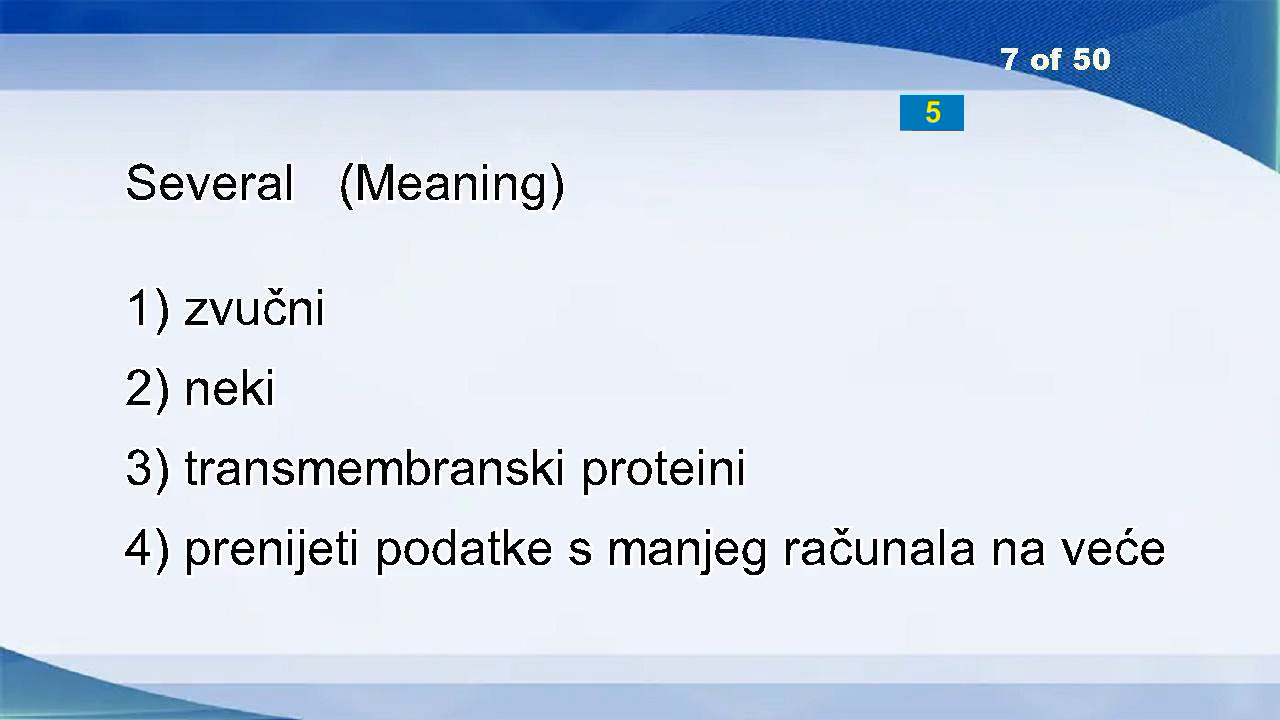 7 of 50
5
Several (Meaning)
1) zvučni
2) neki
3) transmembranski proteini
4) prenijeti podatke s manjeg računala na veće